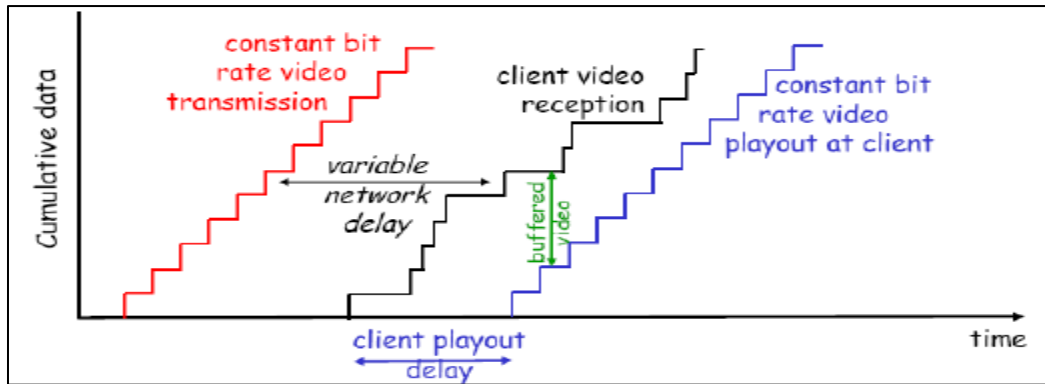 Cumulative data
constant bit
rate video
transmission
variable
network
delay
client video
reception
buffered
video
constant bit
rate video
playout at client
client playout
delay
time